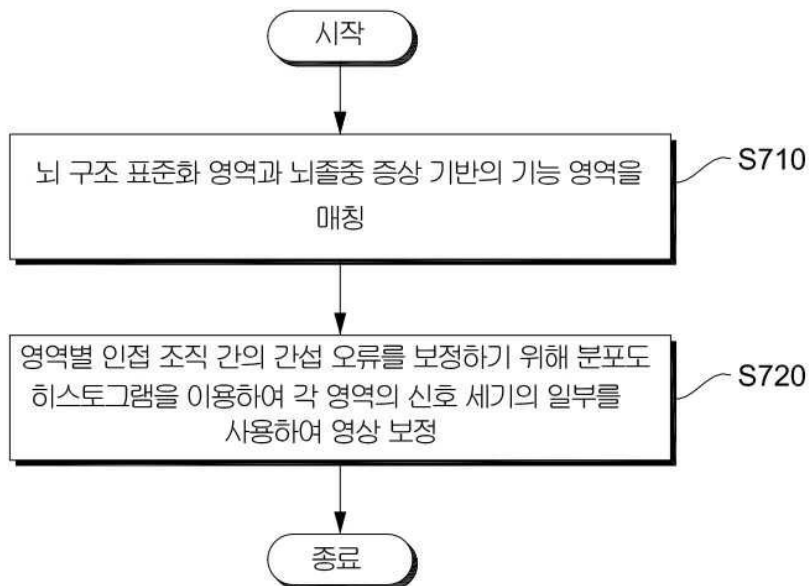 시작
뇌 구조 표준화 영역과 뇌졸중 증상 기반의 기능 영역을
매칭
S710
영역별 인접 조직 간의 간섭 오류를 보정하기 위해 분포도
히스토그램을 이용하여 각 영역의 신호 세기의 일부를
사용하여 영상 보정
S720
종료